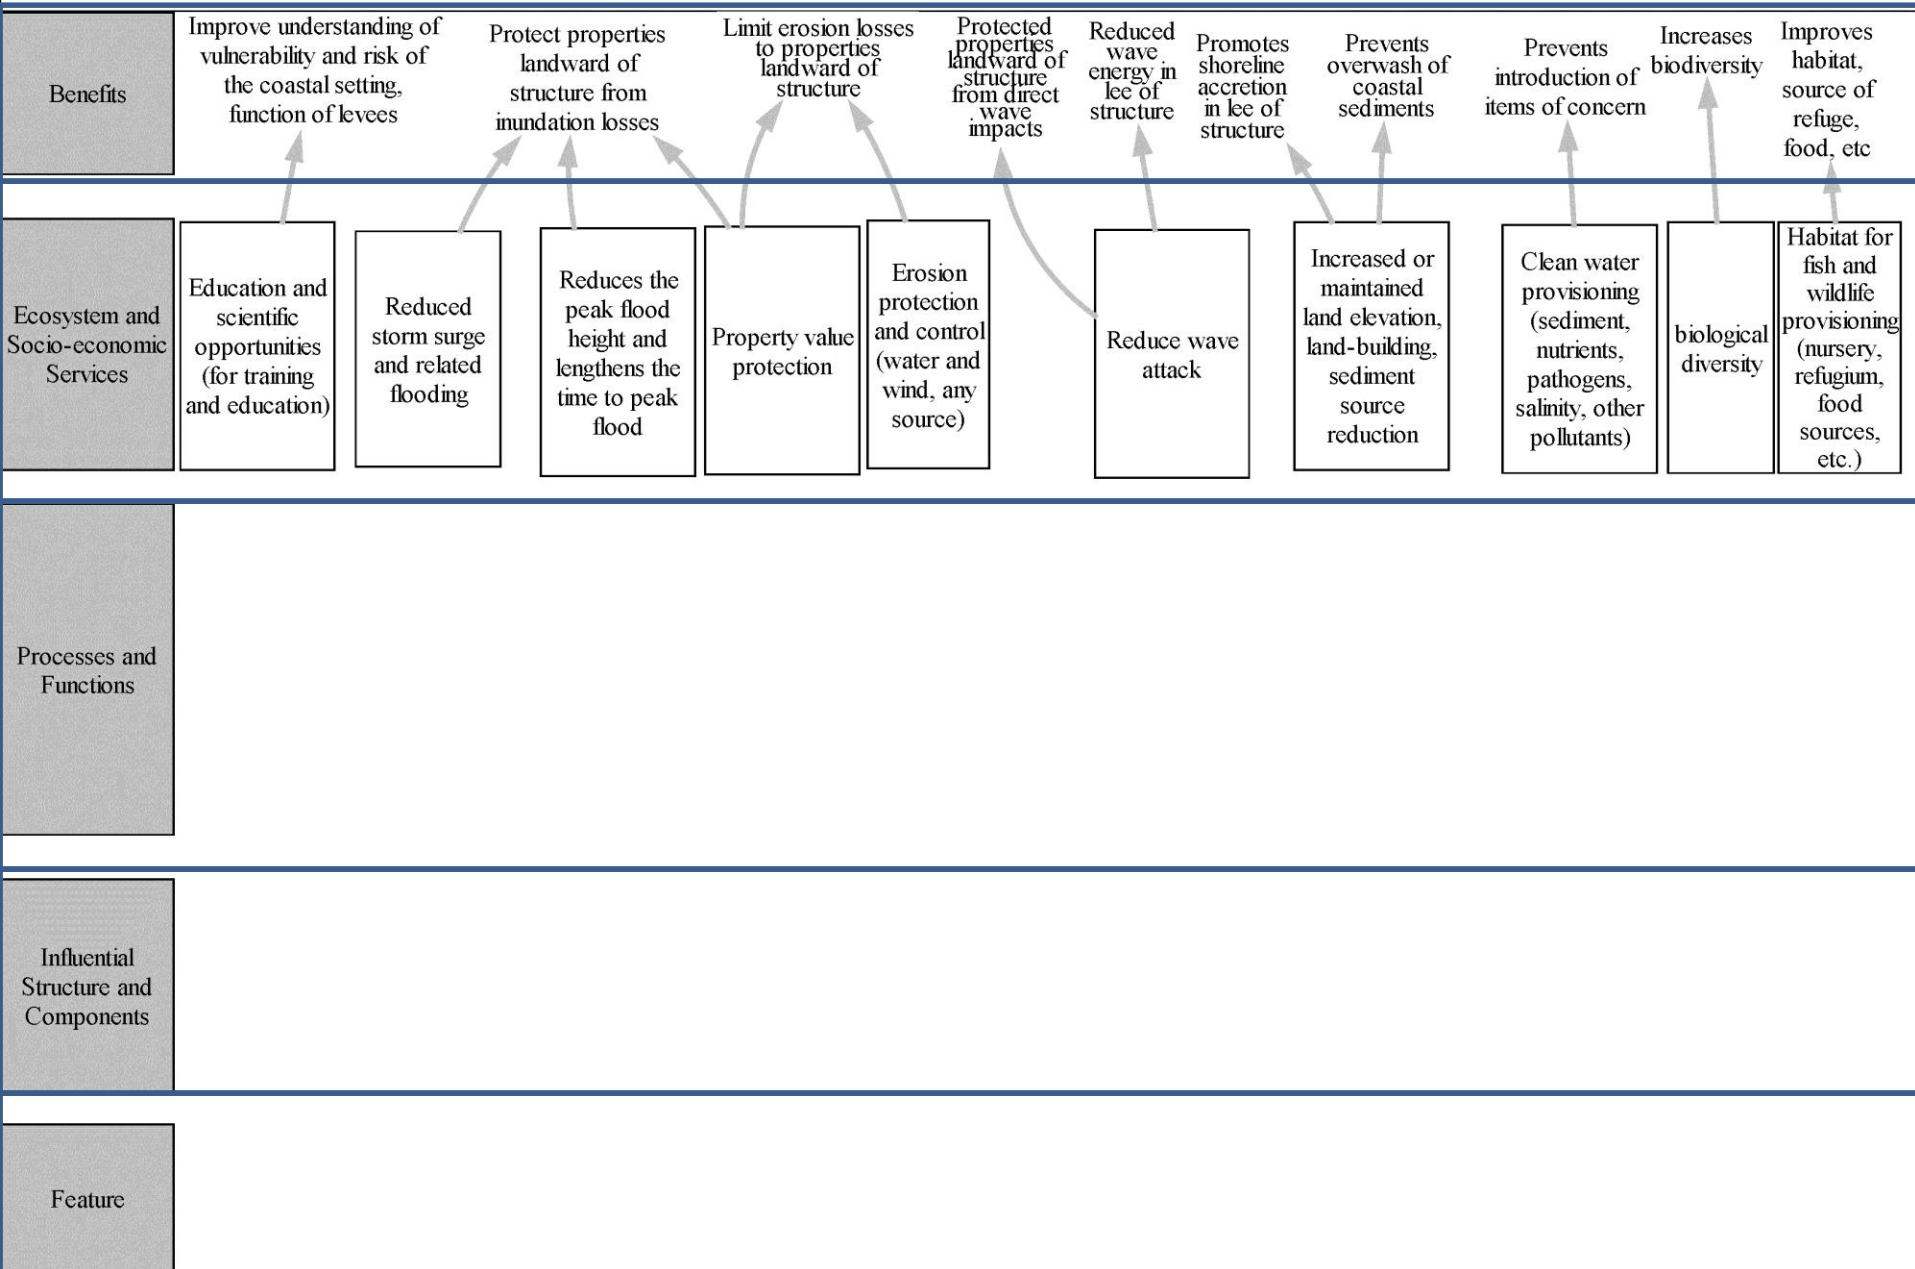 Benefits
Improve understanding of
vulnerability and risk of
the coastal setting,
function of levees
Protect properties
landward of
structure from
inundation losses
Limit erosion losses
to properties
landward of
structure
Protected
properties
landward of
structure
from direct
wave
impacts
Reduced
wave
energy in
lee of
structure
Promotes
shoreline
accretion
in lee of
structure
Prevents
overwash of
coastal
sediments
Prevents
introduction of
items of concern
Increases
biodiversity
Improves
habitat,
source of
refuge,
food, etc
Ecosystem and
Socio-economic
Services
Education and
scientific
opportunities
(for training
and education)
Reduced
storm surge
and related
flooding
Reduces the
peak flood
height and
lengthens the
time to peak
flood
Property value
protection
Erosion
protection
and control
(water and
wind, any
source)
Reduce wave
attack
Increased or
maintained
land elevation,
land-building,
sediment
source
reduction
Clean water
provisioning
(sediment,
nutrients,
pathogens,
salinity, other
pollutants)
biological
diversity
Habitat for
fish and
wildlife
provisioning
(nursery,
refugium,
food
sources,
etc.)
Processes and
Functions
Influential
Structure and
Components
Feature